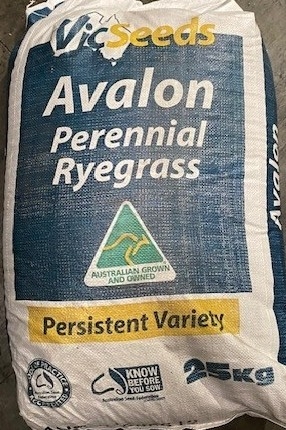 VicSeeds
Avalon
Perennial
Ryegrass
AUSTRALIAN GROWN
AND OWNED
Persistent Variety
KNOW
BEFORE
YOU SOW
25KG
Avalon